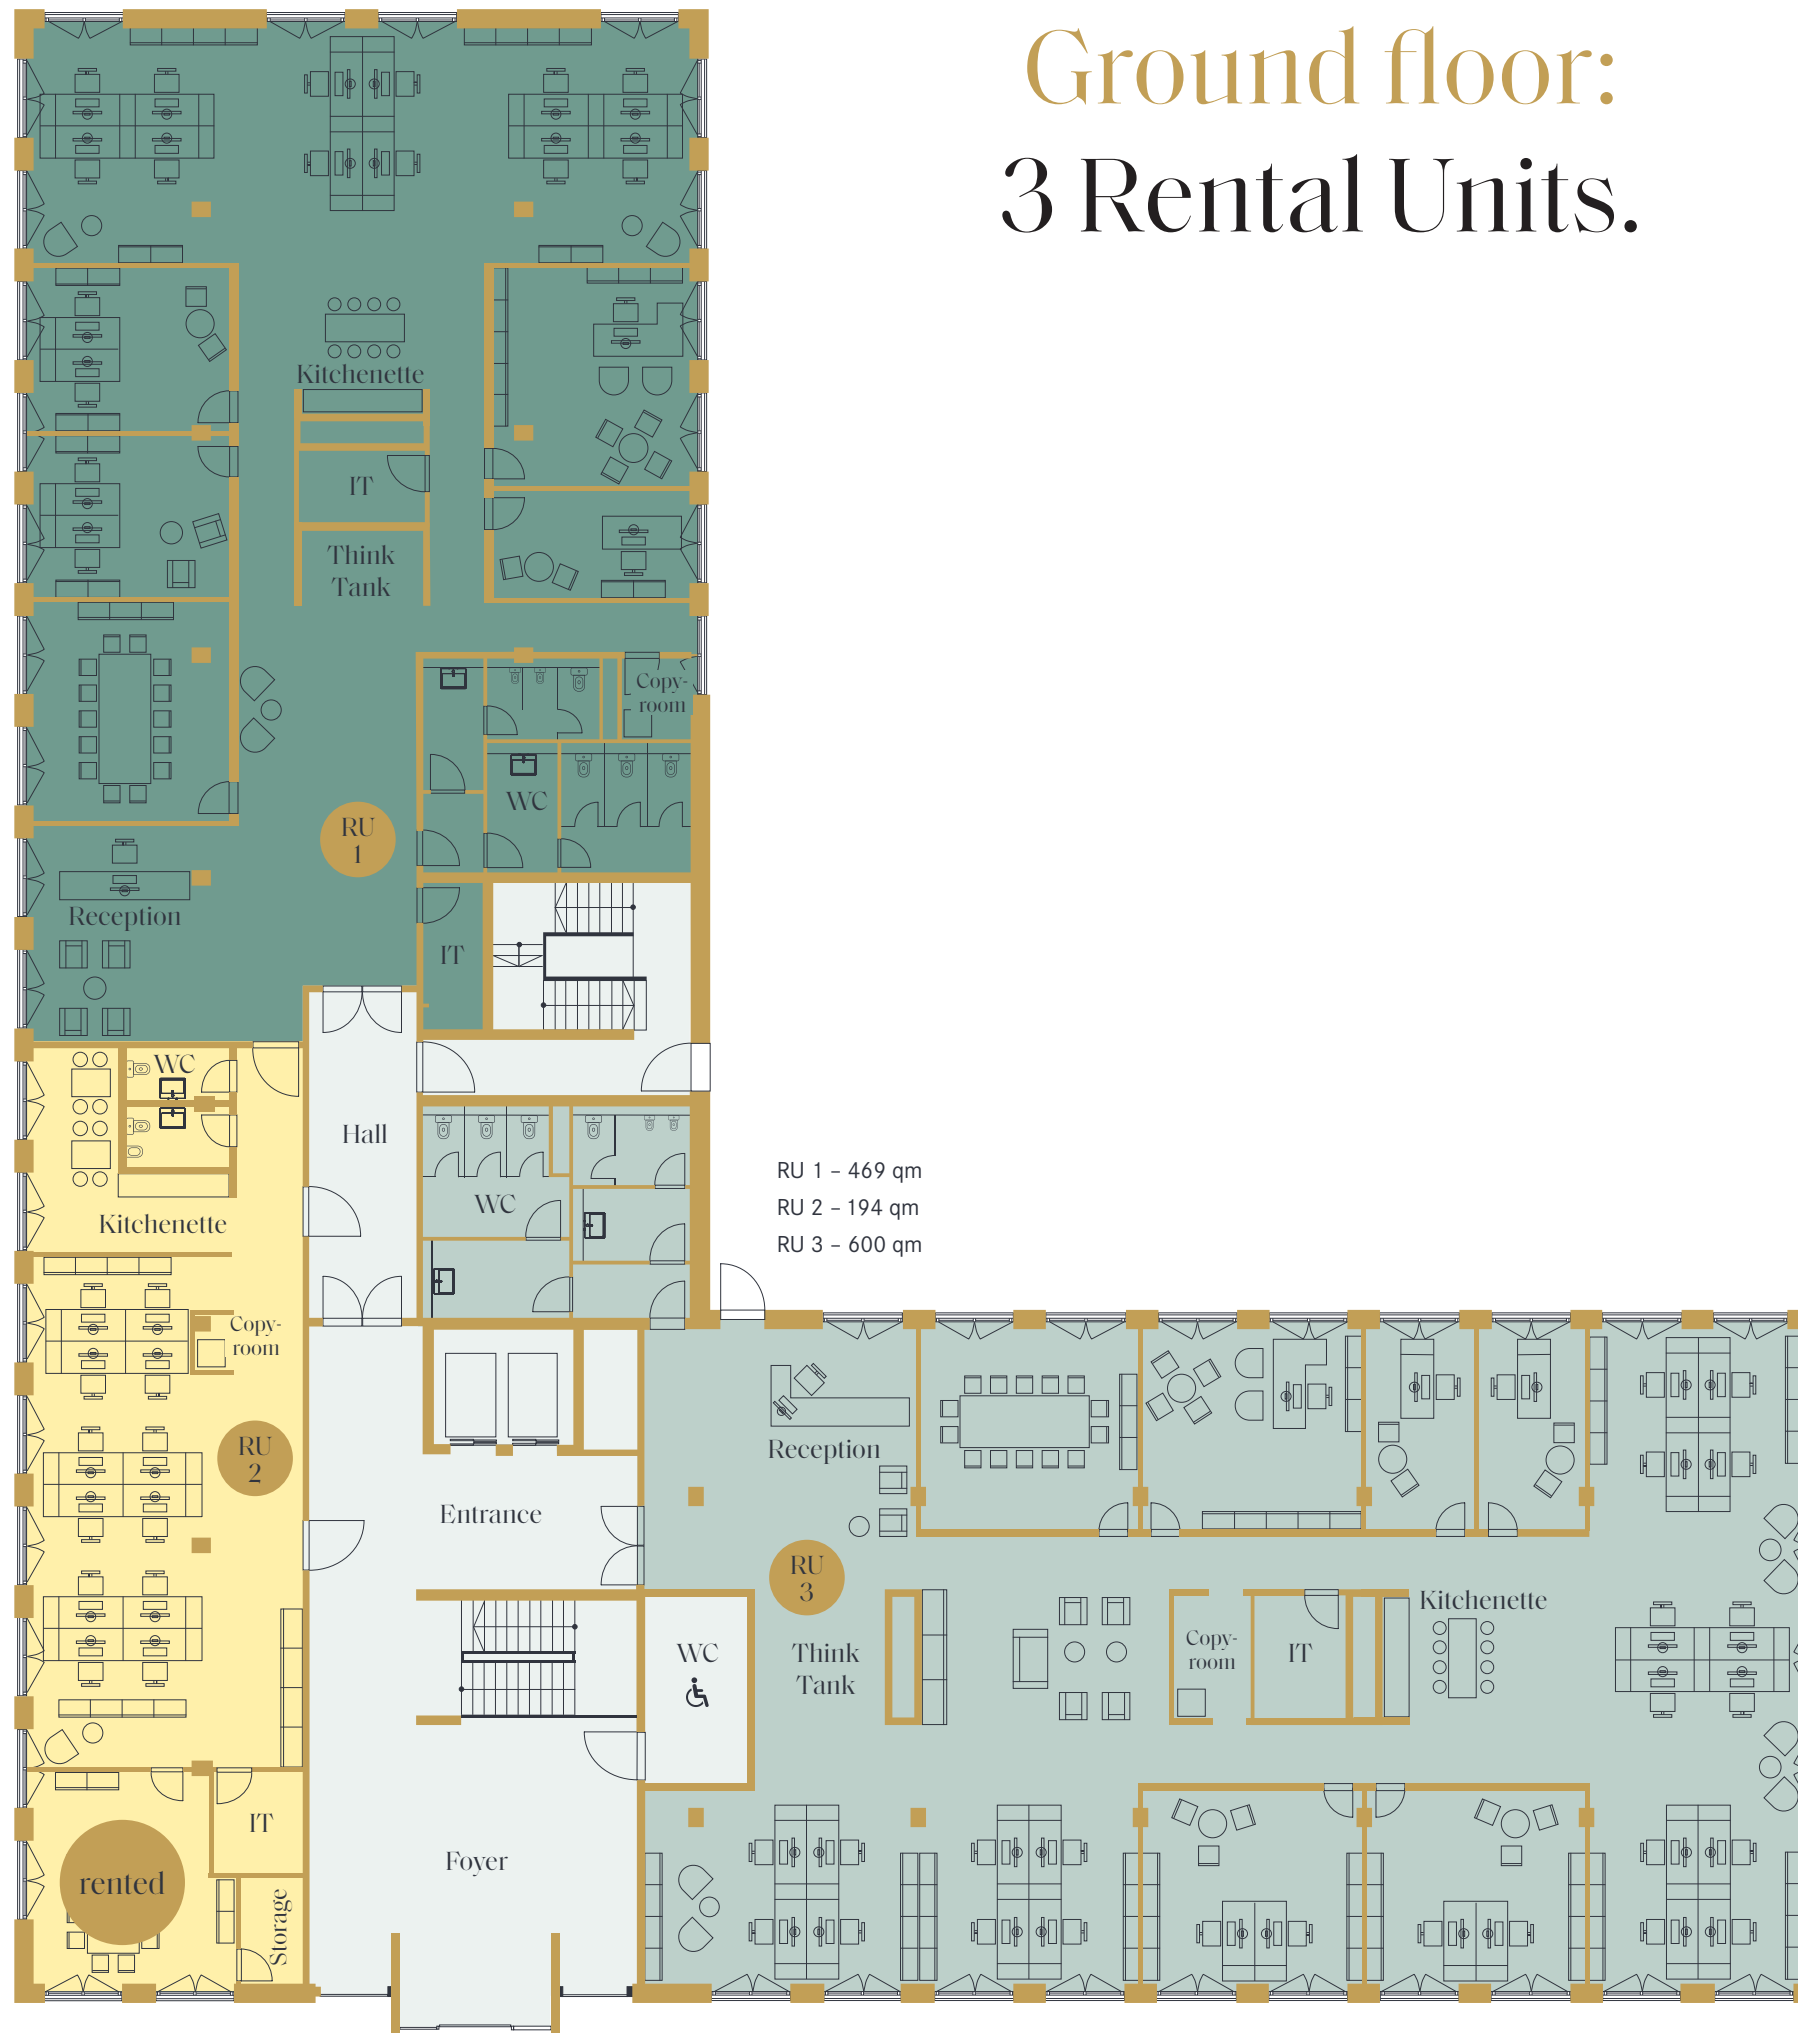 Ground floor:
3 Rental Units.
Kitchenette
IT
Think
Tank
Copy-
room
WC
RU
1
Reception
IT
WC
Hall
WC
Kitchenette
RU 1 – 469 qm
RU 2 – 194 qm
RU 3 – 600 qm
Copy-
room
RU
2
Reception
Entrance
RU
3
Kitchenette
WC
Think
Tank
Copy-
room
IT
IT
Foyer
rented
Storage